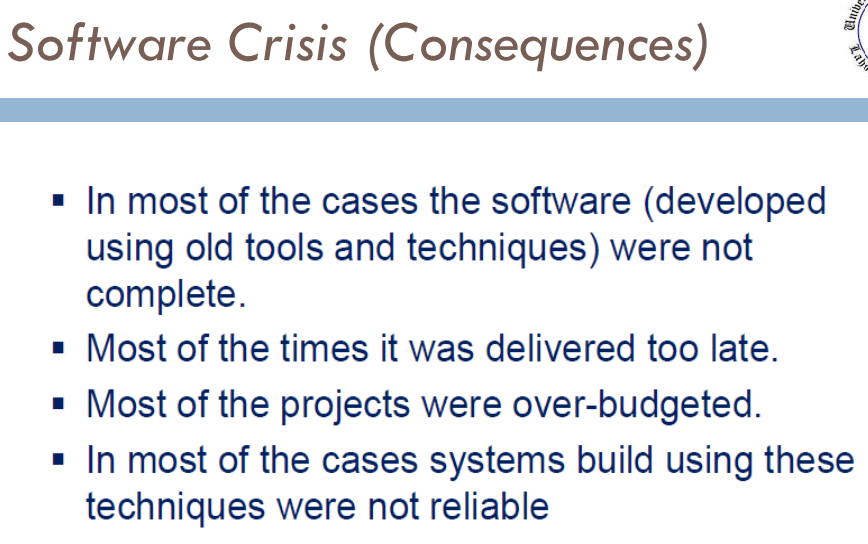 Software Crisis (Consequences)
▪ In most of the cases the software (developed
using old tools and techniques) were not
complete.
▪ Most of the times it was delivered too late.
▪ Most of the projects were over-budgeted.
▪ In most of the cases systems build using these
techniques were not reliable